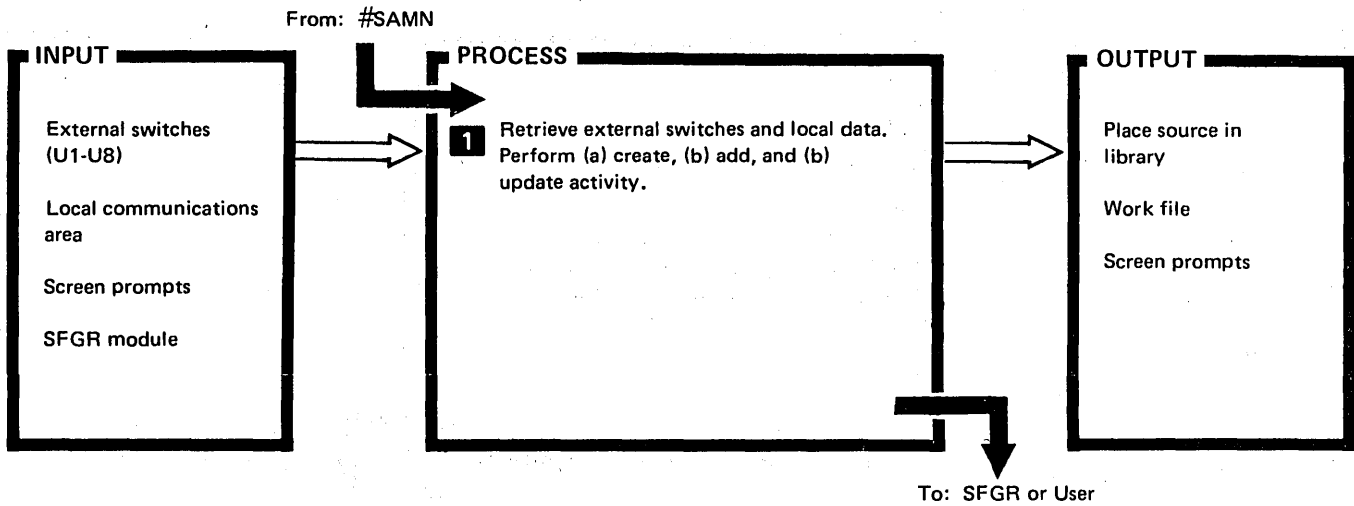 From: #SAMN
INPUT
External switches
(U1-U8)
Local communications
area
Screen prompts
SFGR module
PROCESS
1 Retrieve external switches and local data.
Perform (a) create, (b) add, and (b)
update activity.
OUTPUT
Place source in
library
Work file
Screen prompts
To: SFGR or User